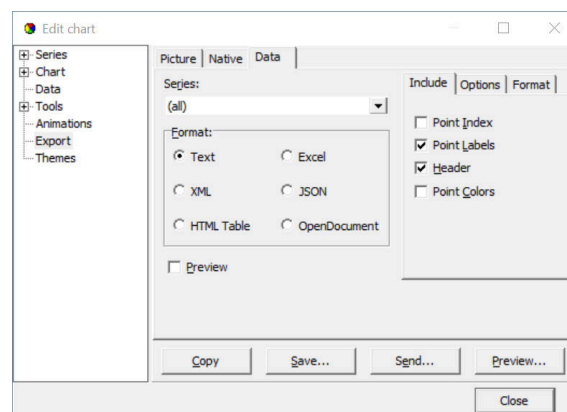 Edit chart
Series
Chart
Data
Tools
Animations
Export
Themes
Picture Native Data
Series:
(all)
Format:
Text Excel
XML JSON
HTML Table OpenDocument
Preview
Include Options Format
Point Index
Point Labels
Header
Point Colors
Copy Save... Send... Preview...
Close